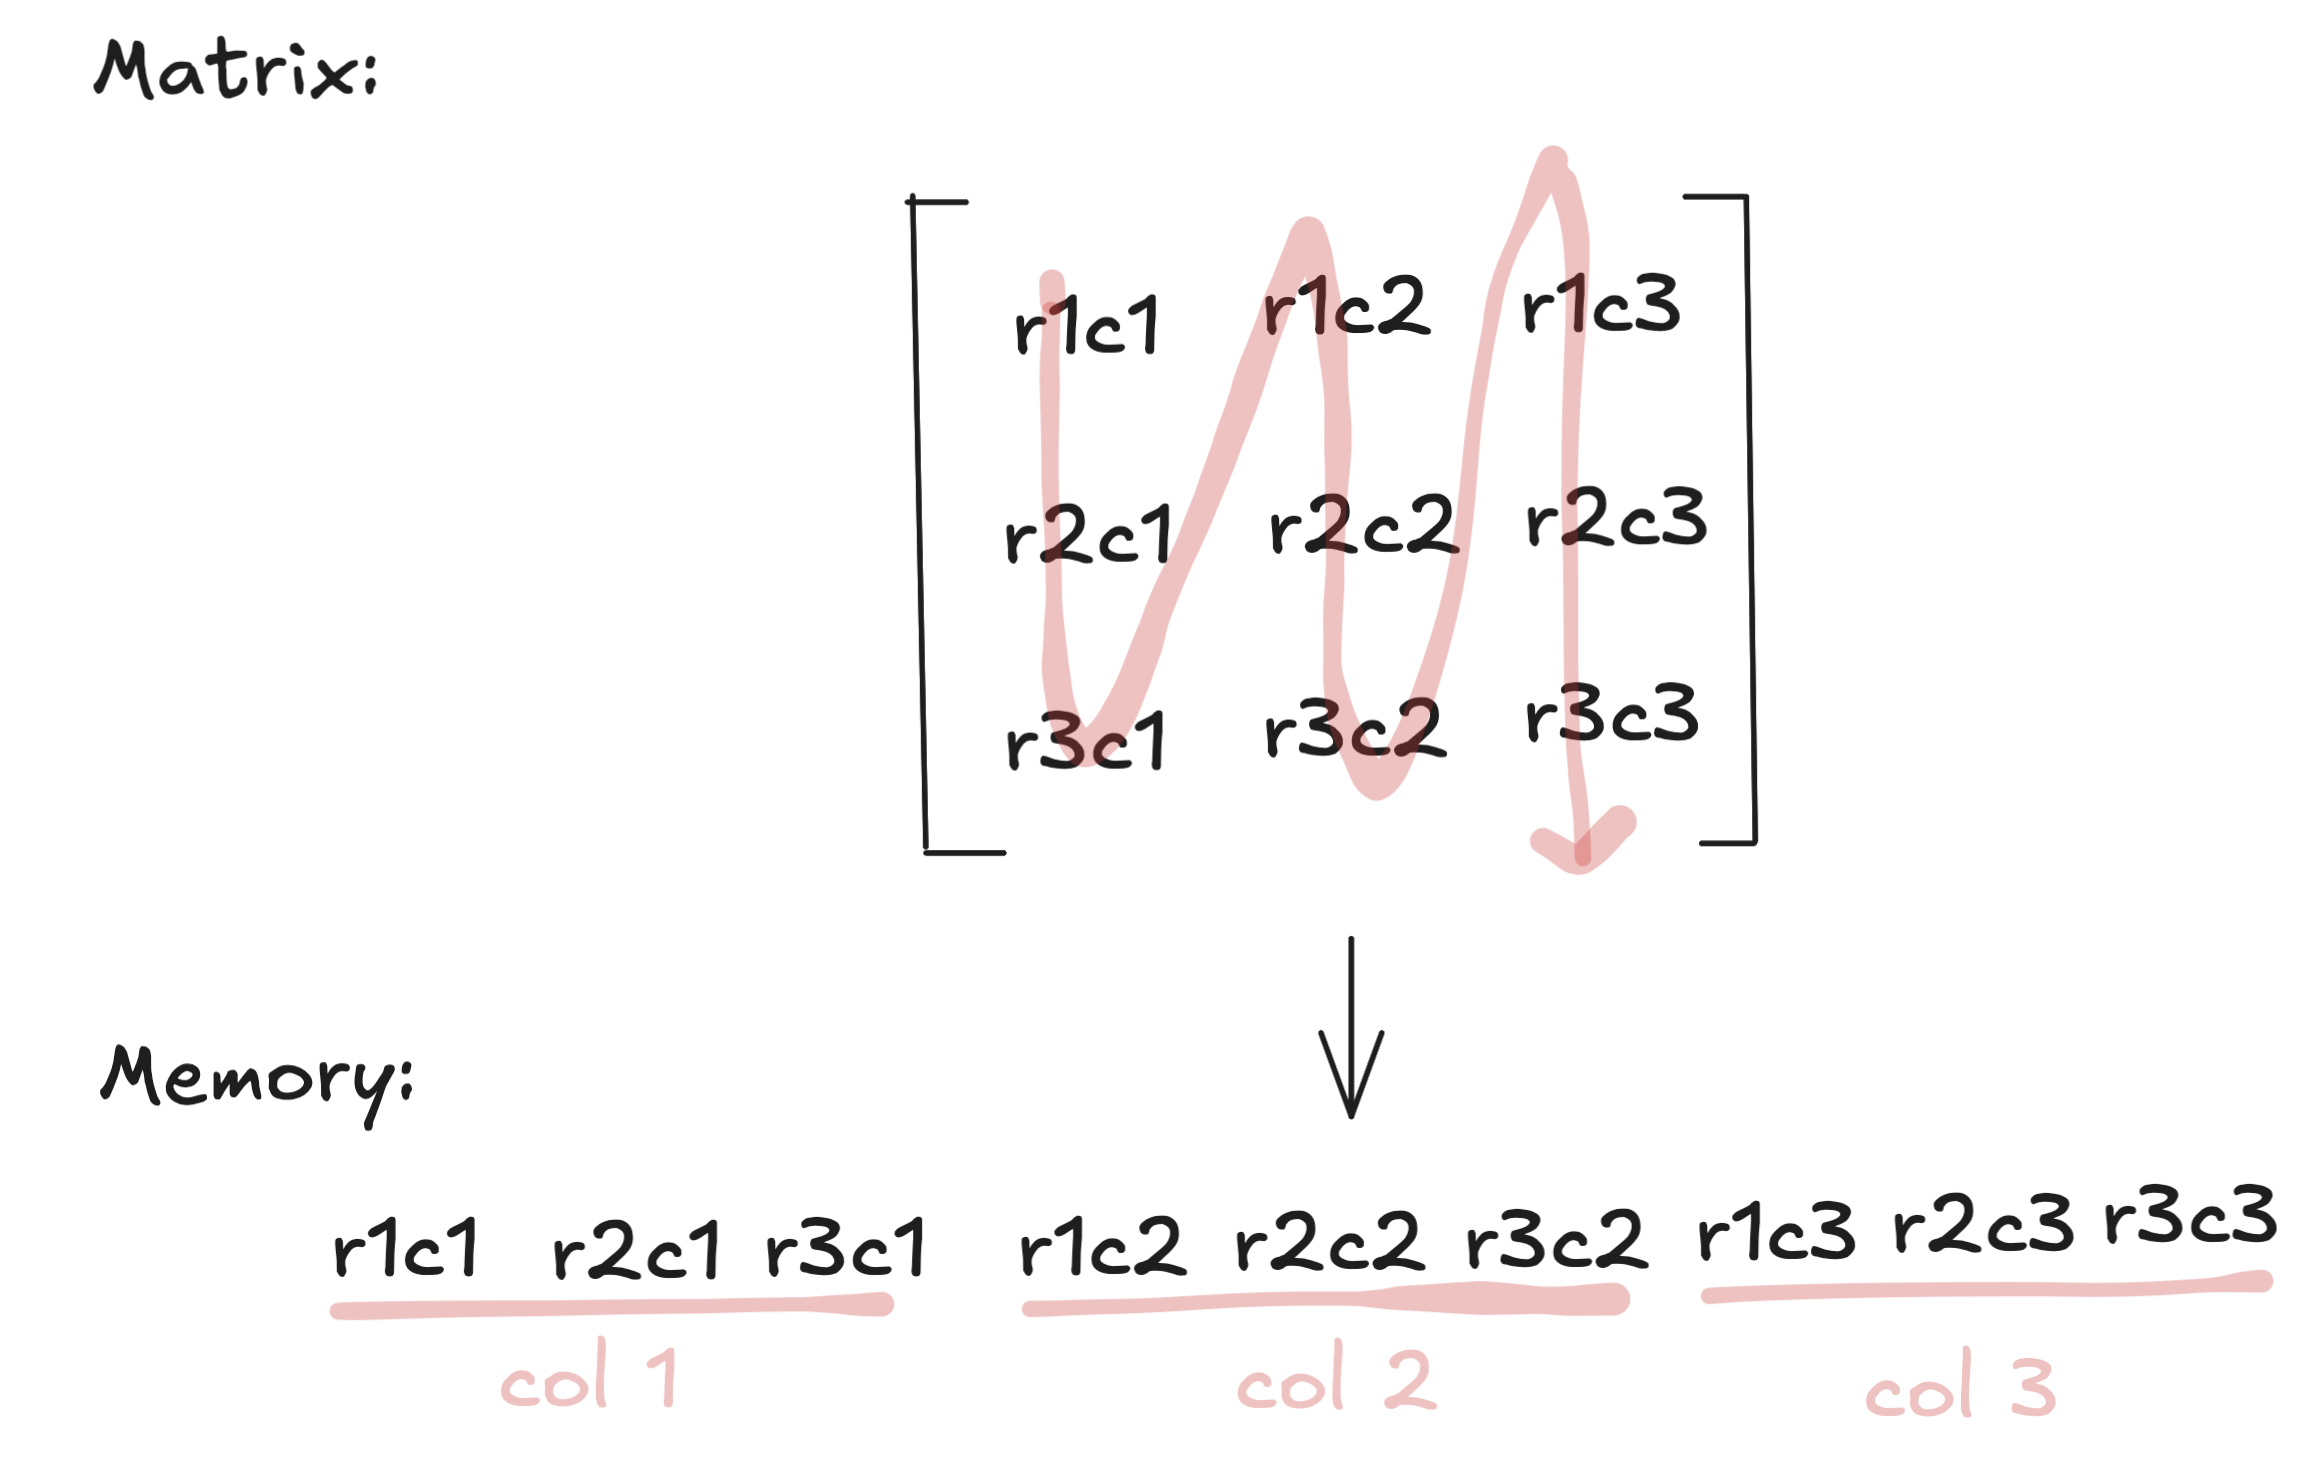 Matrix:
r1c1 r1c2 r1c3
r2c1 r2c2 r2c3
r3c1 r3c2 r3c3
Memory:
r1c1 r2c1 r3c1 r1c2 r2c2 r3c2 r1c3 r2c3 r3c3
col 1 col 2 col 3